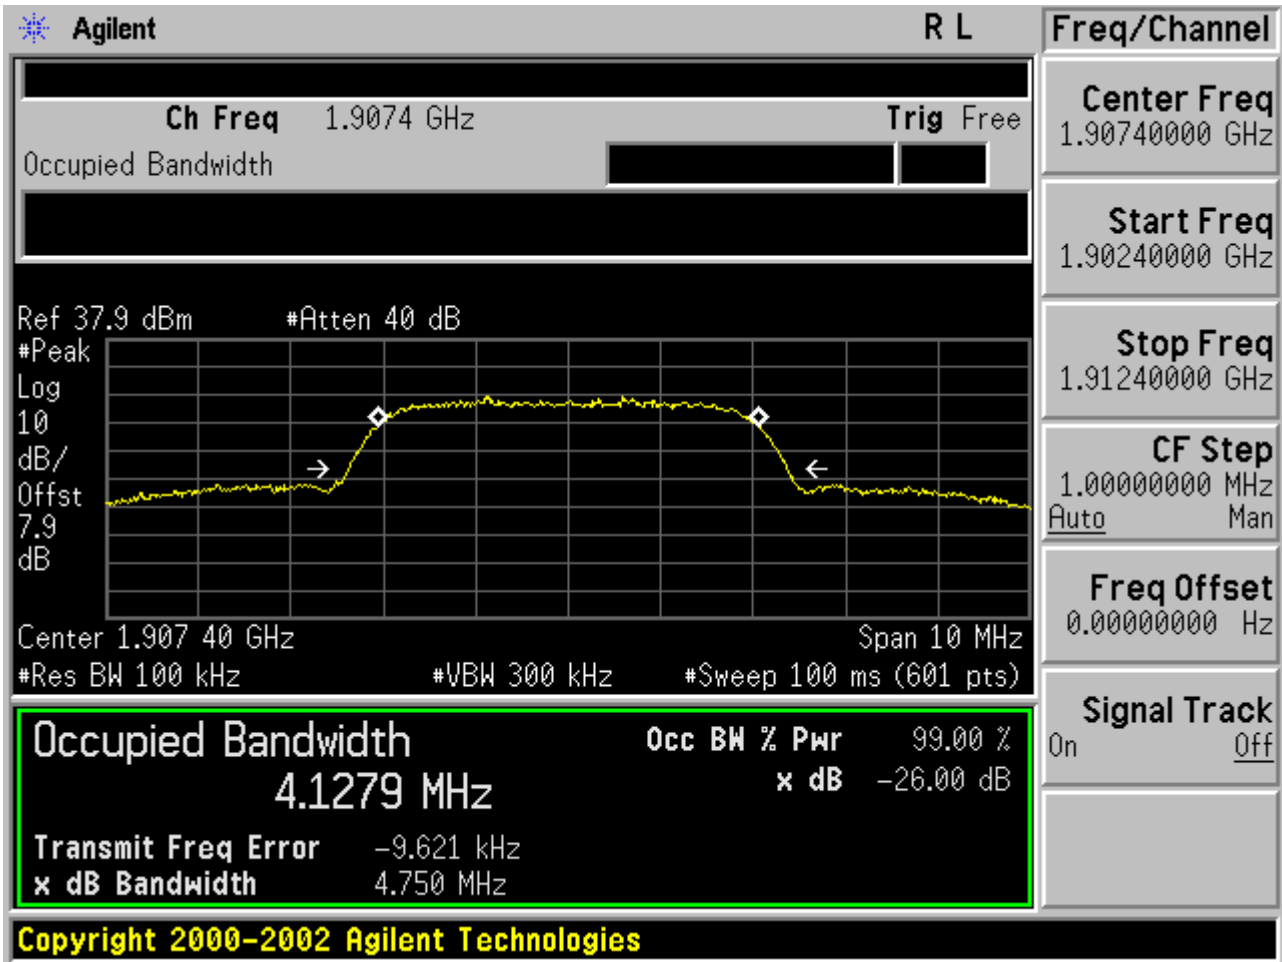 Agilent R L
Freq/Channel
Ch Freq 1.9074 GHz Trig Free
Occupied Bandwidth
Center Freq
1.90740000 GHz
Start Freq
1.90240000 GHz
Stop Freq
1.91240000 GHz
CF Step
1.00000000 MHz
Auto Man
Freq Offset
0.00000000 Hz
Signal Track
On Off
Ref 37.9 dBm #Atten 40 dB
#Peak
Log
10
dB/
Offst
7.9
dB
Center 1.907 40 GHz Span 10 MHz
#Res BW 100 kHz #VBW 300 kHz #Sweep 100 ms (601 pts)
Occupied Bandwidth Occ BW % Pwr 99.00 %
4.1279 MHz x dB -26.00 dB
Transmit Freq Error -9.621 kHz
x dB Bandwidth 4.750 MHz
Copyright 2000-2002 Agilent Technologies